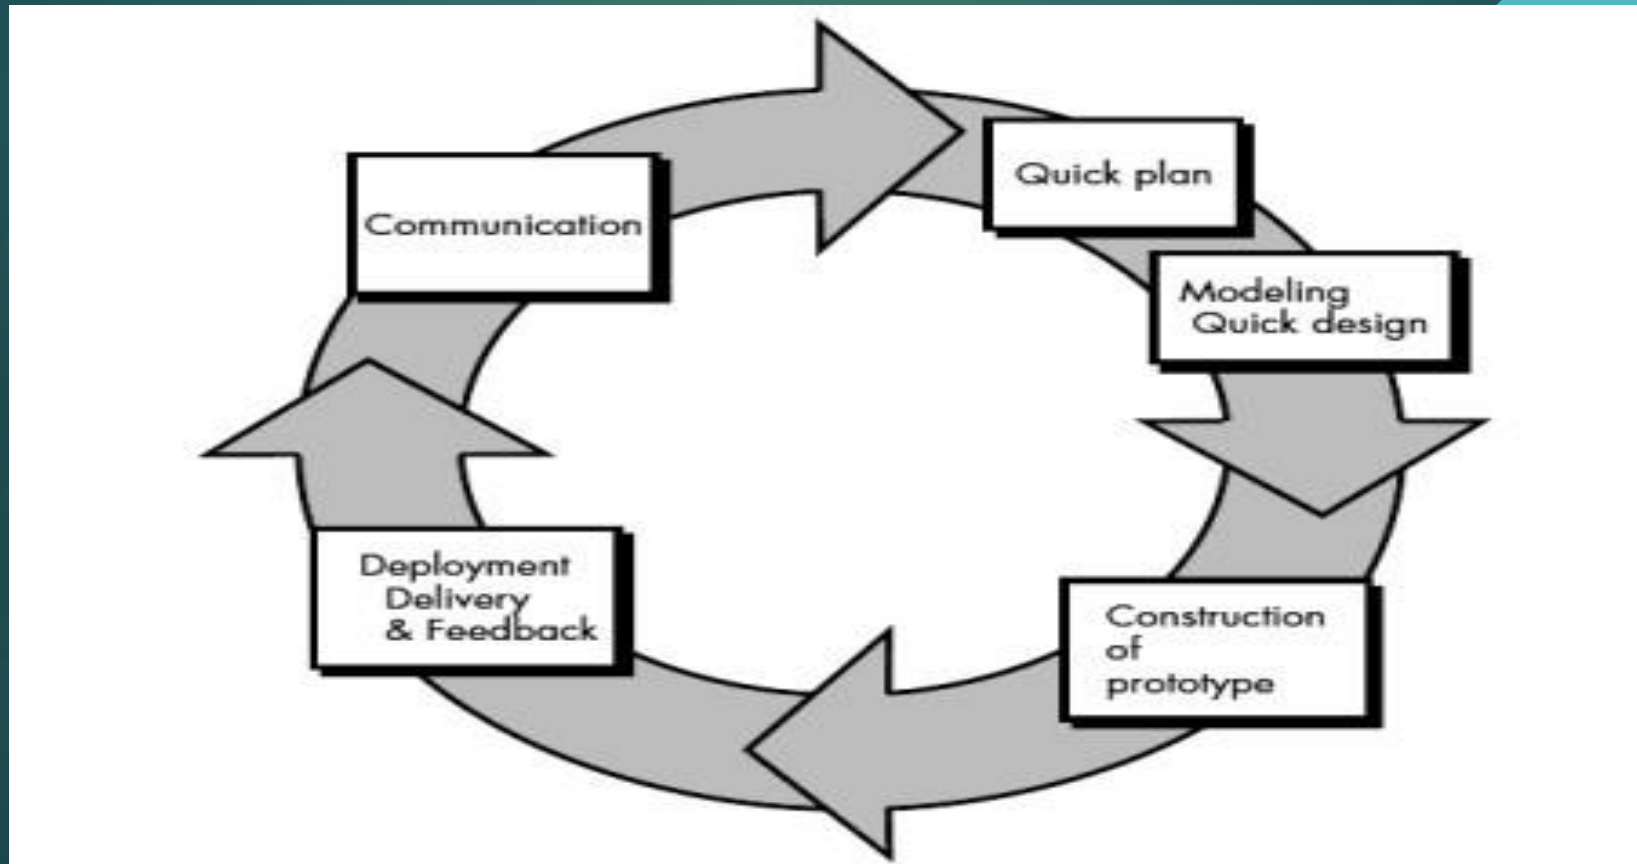 Communication
Quick plan
Modeling
Quick design
Construction
of
prototype
Deployment
Delivery
& Feedback